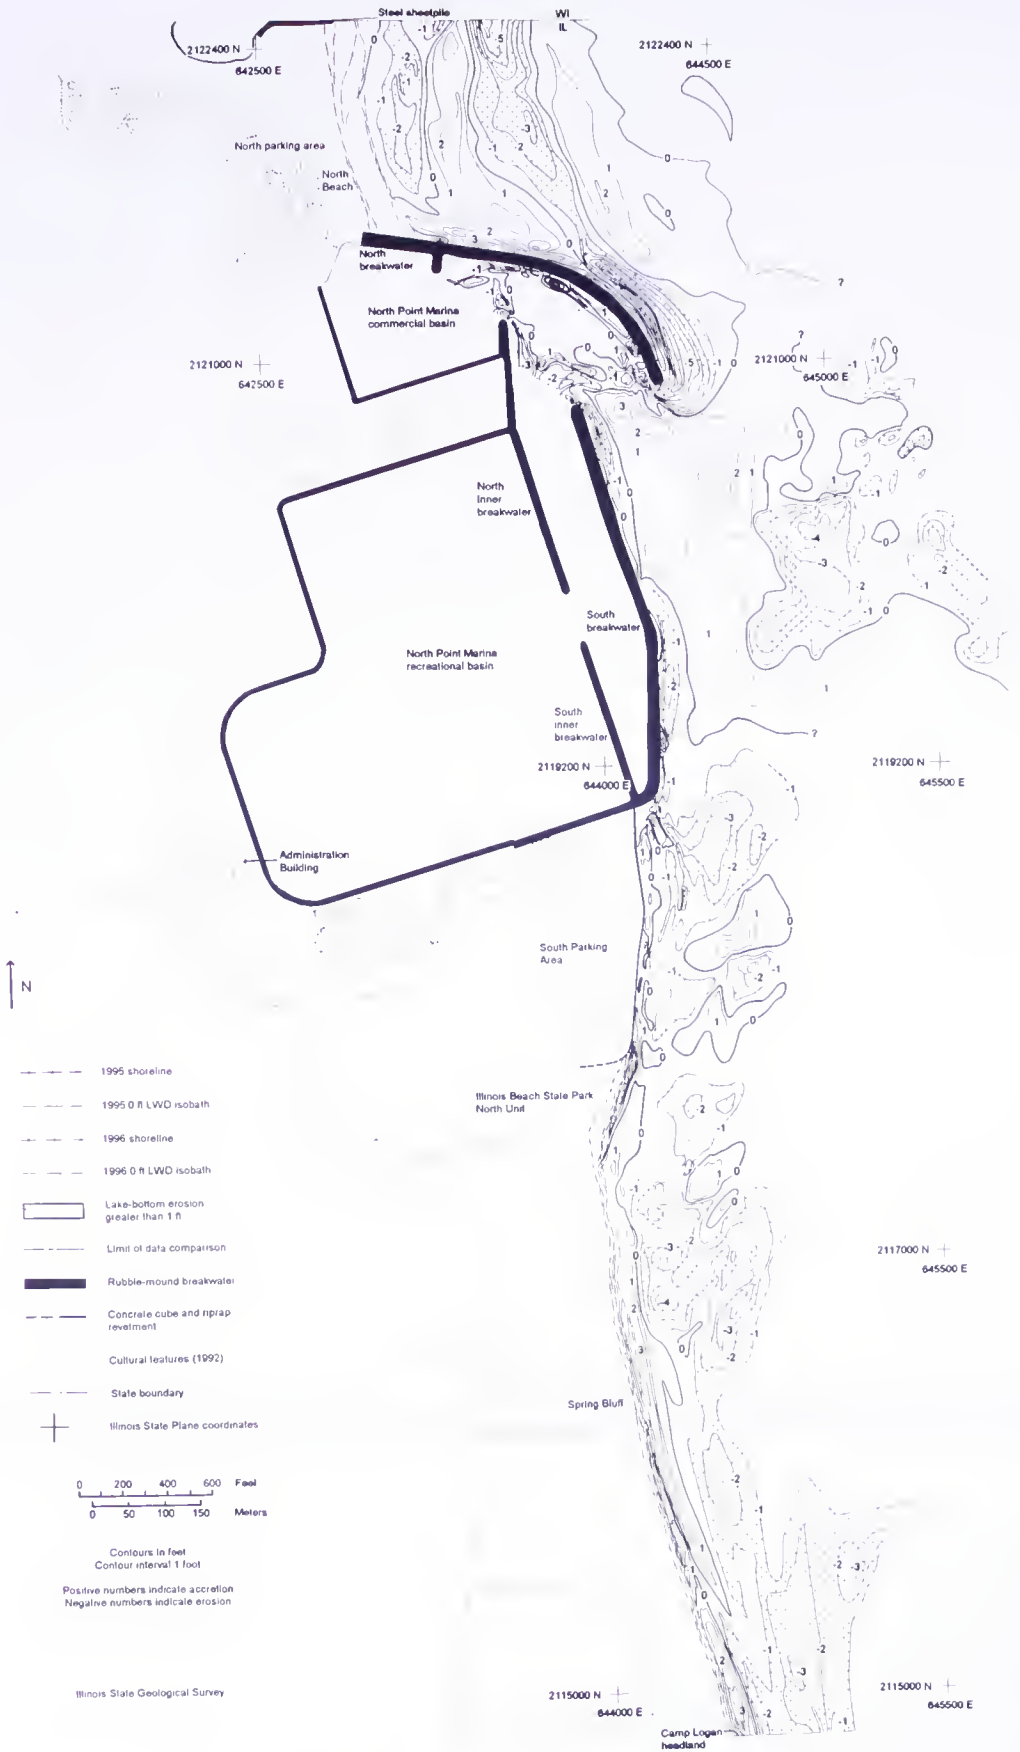 Steel sheetpile
WI
IL
2122400 N
642500 E
2122400 N
644500 E
North parking area
North
Beach
North
breakwater
North Point Marina
commercial basin
2121000 N
642500 E
2121000 N
645000 E
North
Inner
breakwater
South
breakwater
North Point Marina
recreational basin
South
inner
breakwater
2119200 N
644000 E
2119200 N
645500 E
Administration
Building
South Parking
Area
N
Illinois Beach State Park
North Unit
1995 shoreline
1995 0 ft LWD isobath
1996 shoreline
1996 0 ft LWD isobath
Lake-bottom erosion
greater than 1 ft
Limit of data comparison
Rubble-mound breakwater
Concrete cube and riprap
revetment
Cultural features (1992)
State boundary
Illinois State Plane coordinates
2117000 N
645500 E
Spring Bluff
0 200 400 600 Feet
0 50 100 150 Meters
Contours in feet
Contour interval 1 foot
Positive numbers indicate accretion
Negative numbers indicate erosion
Illinois State Geological Survey
2115000 N
644000 E
2115000 N
645500 E
Camp Logan
headland